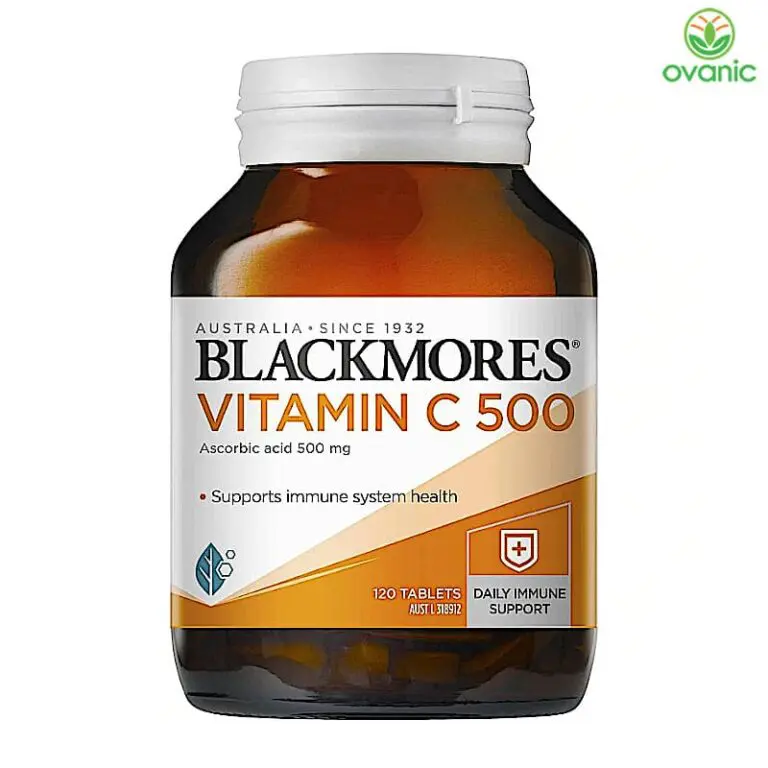 ovanic
AUSTRALIA • SINCE 1932
BLACKMORES®
VITAMIN C 500
Ascorbic acid 500 mg
• Supports immune system health
120 TABLETS
AUST L 318912
DAILY IMMUNE
SUPPORT